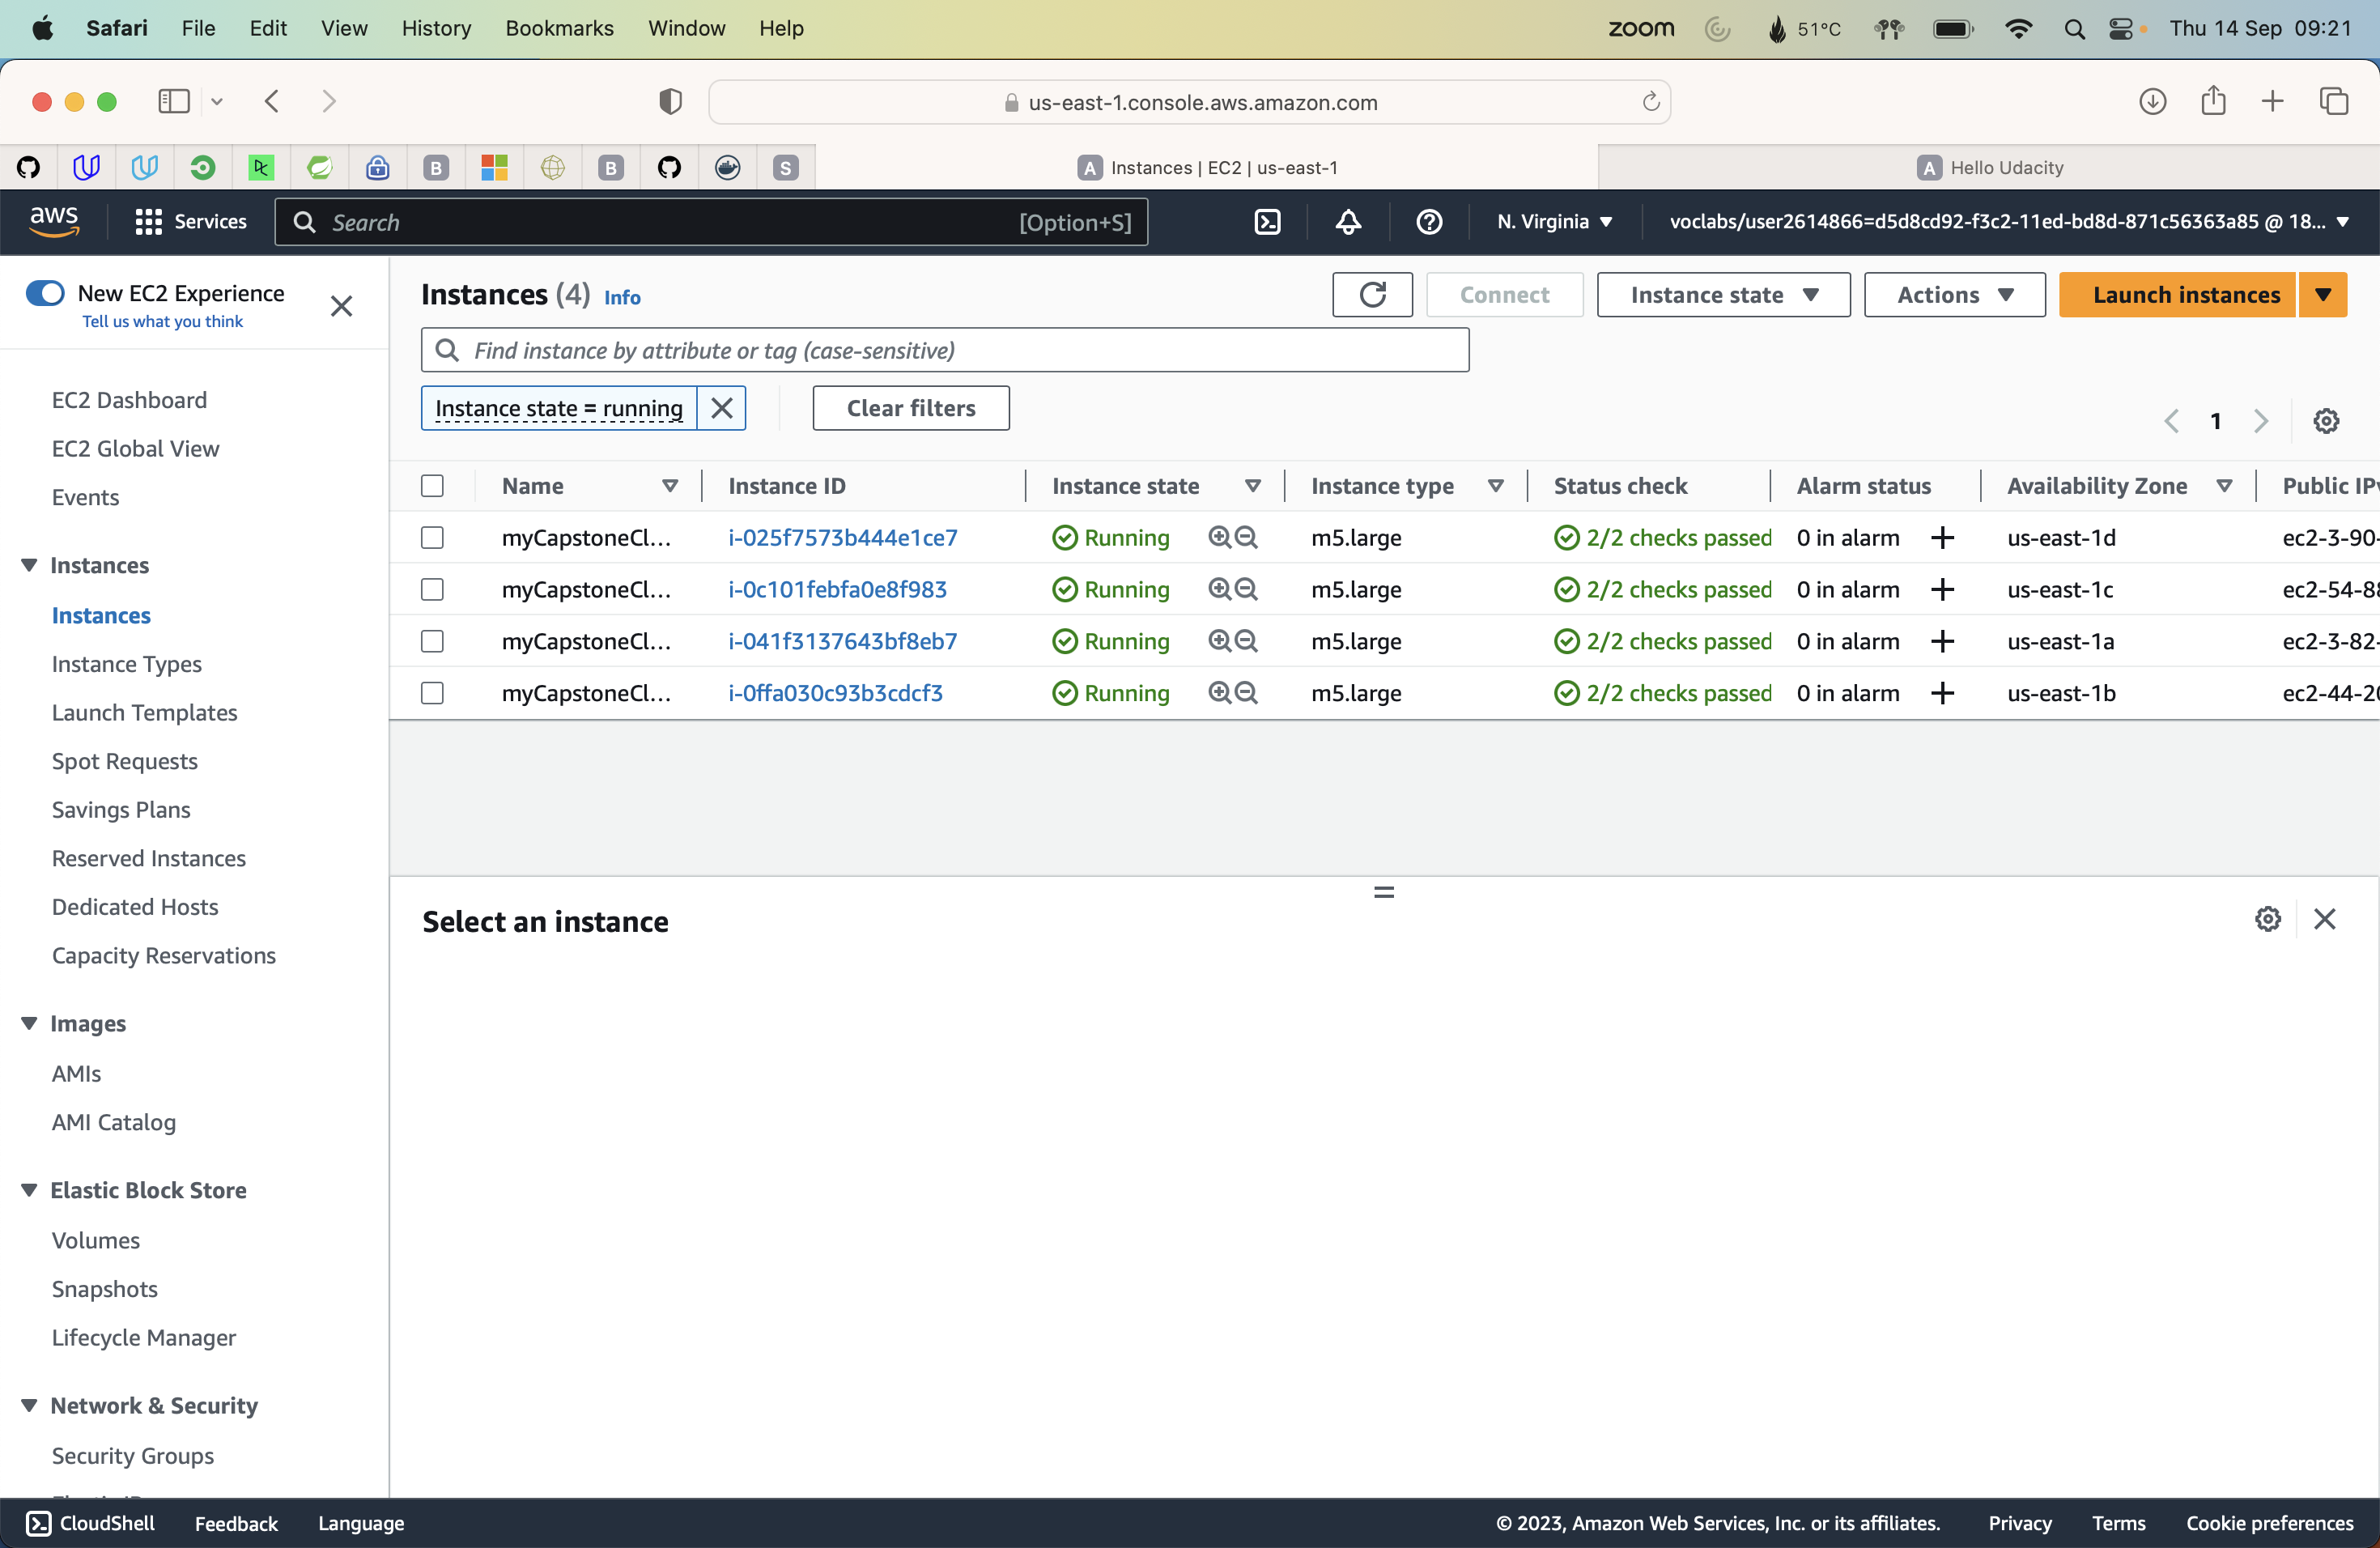 Safari File Edit View History Bookmarks Window Help zoom 51°C Thu 14 Sep 09:21
us-east-1.console.aws.amazon.com
B B S A Instances | EC2 | us-east-1 A Hello Udacity
aws Services Search [Option+S] N. Virginia voclabs/user2614866=d5d8cd92-f3c2-11ed-bd8d-871c56363a85 @ 18...
New EC2 Experience
Tell us what you think
EC2 Dashboard
EC2 Global View
Events
Instances
Instances
Instance Types
Launch Templates
Spot Requests
Savings Plans
Reserved Instances
Dedicated Hosts
Capacity Reservations
Images
AMIs
AMI Catalog
Elastic Block Store
Volumes
Snapshots
Lifecycle Manager
Network & Security
Security Groups
Instances (4) Info Connect Instance state Actions Launch instances
Find instance by attribute or tag (case-sensitive)
Instance state = running Clear filters 1
Name Instance ID Instance state Instance type Status check Alarm status Availability Zone Public IPv
myCapstoneCl... i-025f7573b444e1ce7 Running m5.large 2/2 checks passed 0 in alarm + us-east-1d ec2-3-90-
myCapstoneCl... i-0c101febfa0e8f983 Running m5.large 2/2 checks passed 0 in alarm + us-east-1c ec2-54-88
myCapstoneCl... i-041f3137643bf8eb7 Running m5.large 2/2 checks passed 0 in alarm + us-east-1a ec2-3-82-
myCapstoneCl... i-0ffa030c93b3cdcf3 Running m5.large 2/2 checks passed 0 in alarm + us-east-1b ec2-44-20
Select an instance
CloudShell Feedback Language © 2023, Amazon Web Services, Inc. or its affiliates. Privacy Terms Cookie preferences